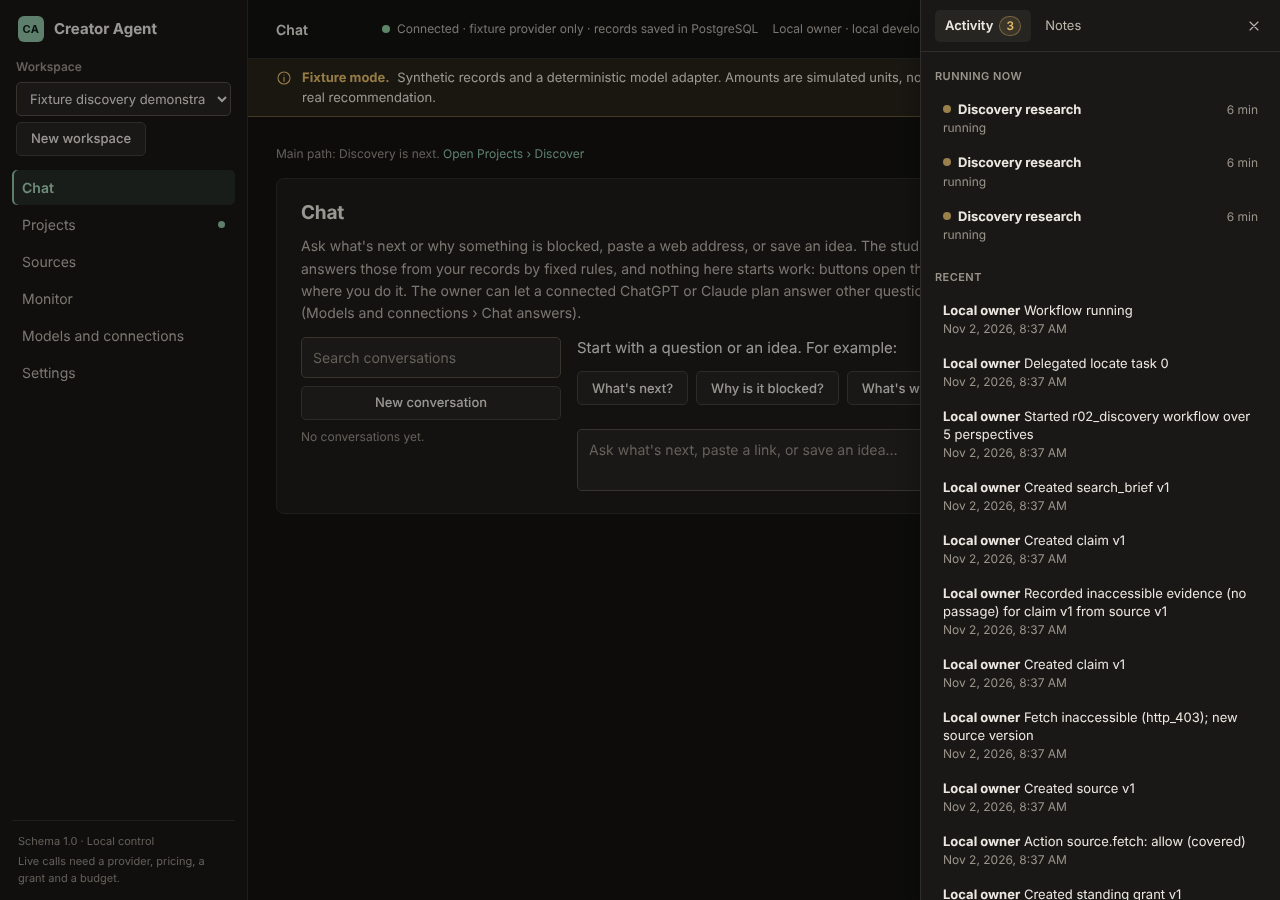 CA
Creator Agent
Workspace
Fixture discovery demonstra
New workspace
Chat
Projects
Sources
Monitor
Models and connections
Settings
Schema 1.0 · Local control
Live calls need a provider, pricing, a
grant and a budget.
Chat
Connected · fixture provider only · records saved in PostgreSQL
Local owner · local develo
Fixture mode. Synthetic records and a deterministic model adapter. Amounts are simulated units, no
real recommendation.
Main path: Discovery is next. Open Projects › Discover
Chat
Ask what's next or why something is blocked, paste a web address, or save an idea. The stud
answers those from your records by fixed rules, and nothing here starts work: buttons open th
where you do it. The owner can let a connected ChatGPT or Claude plan answer other questio
(Models and connections › Chat answers).
Search conversations
New conversation
No conversations yet.
Start with a question or an idea. For example:
What's next?
Why is it blocked?
What's w
Ask what's next, paste a link, or save an idea…
Activity 3
Notes
RUNNING NOW
Discovery research 6 min
running
Discovery research 6 min
running
Discovery research 6 min
running
RECENT
Local owner Workflow running
Nov 2, 2026, 8:37 AM
Local owner Delegated locate task 0
Nov 2, 2026, 8:37 AM
Local owner Started r02_discovery workflow over
5 perspectives
Nov 2, 2026, 8:37 AM
Local owner Created search_brief v1
Nov 2, 2026, 8:37 AM
Local owner Created claim v1
Nov 2, 2026, 8:37 AM
Local owner Recorded inaccessible evidence (no
passage) for claim v1 from source v1
Nov 2, 2026, 8:37 AM
Local owner Created claim v1
Nov 2, 2026, 8:37 AM
Local owner Fetch inaccessible (http_403); new
source version
Nov 2, 2026, 8:37 AM
Local owner Created source v1
Nov 2, 2026, 8:37 AM
Local owner Action source.fetch: allow (covered)
Nov 2, 2026, 8:37 AM
Local owner Created standing grant v1